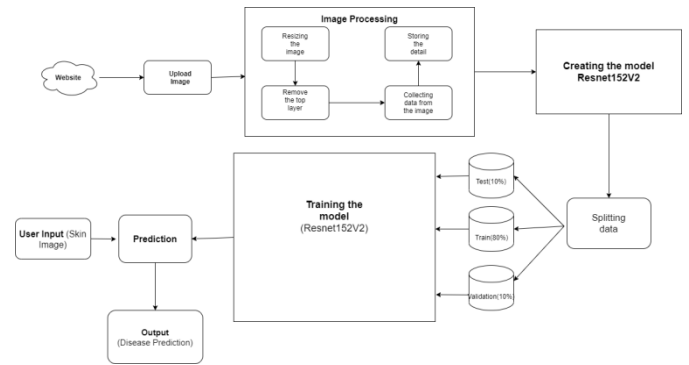 Image Processing
Resizing
the
image
Storing
the
detail
Website
Upload
Image
Remove
the top
layer
Collecting
data from
the image
Creating the model
Resnet152V2
Test(10%)
Train(80%)
Validation(10%)
Splitting
data
Training the
model
(Resnet152V2)
User Input (Skin
Image)
Prediction
Output
(Disease Prediction)